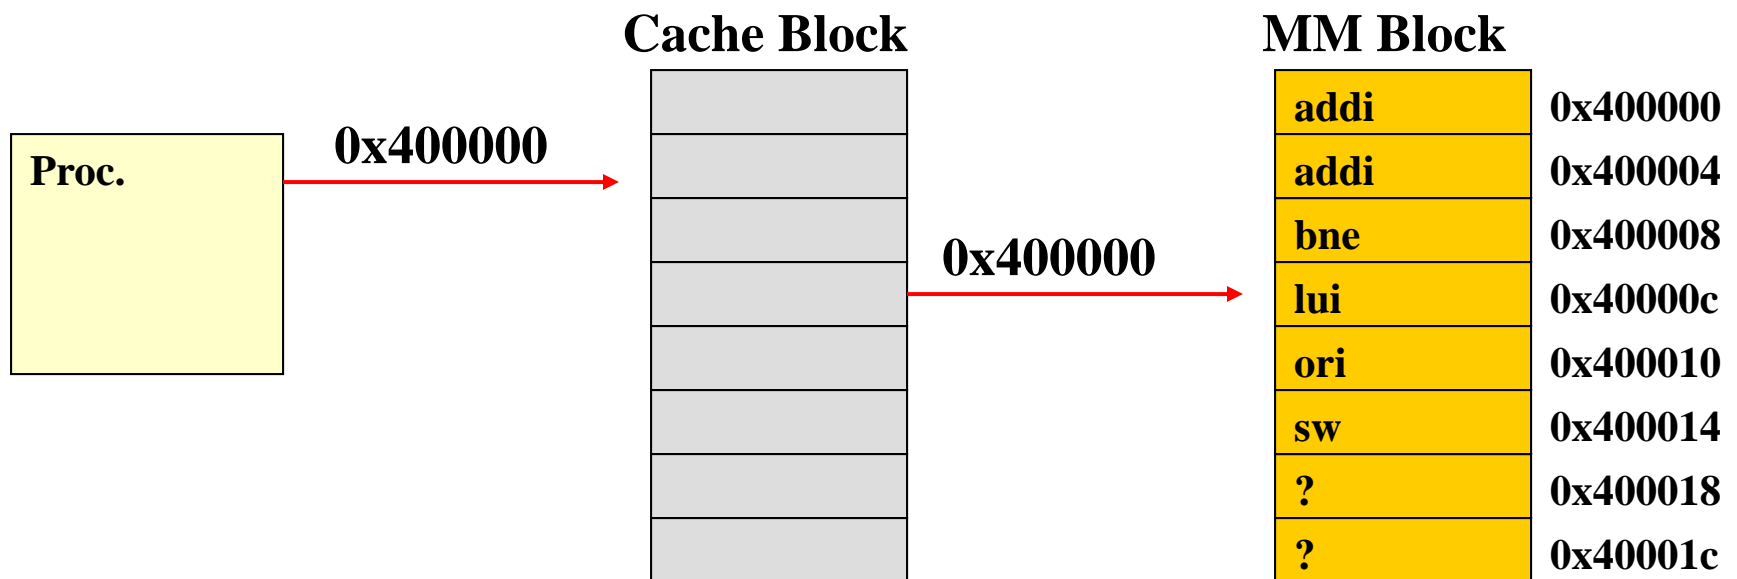 Cache Block
MM Block
Proc.
0x400000
0x400000
addi 0x400000
addi 0x400004
bne 0x400008
lui 0x40000c
ori 0x400010
sw 0x400014
? 0x400018
? 0x40001c